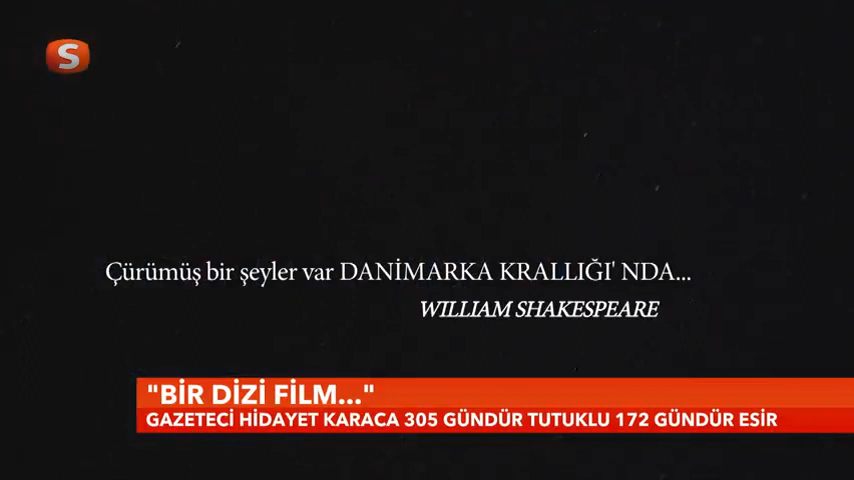 S
Çürümüş bir şeyler var DANİMARKA KRALLIĞI' NDA...
WILLIAM SHAKESPEARE
"BİR DİZİ FİLM..."
GAZETECİ HİDAYET KARACA 305 GÜNDÜR TUTUKLU 172 GÜNDÜR ESİR